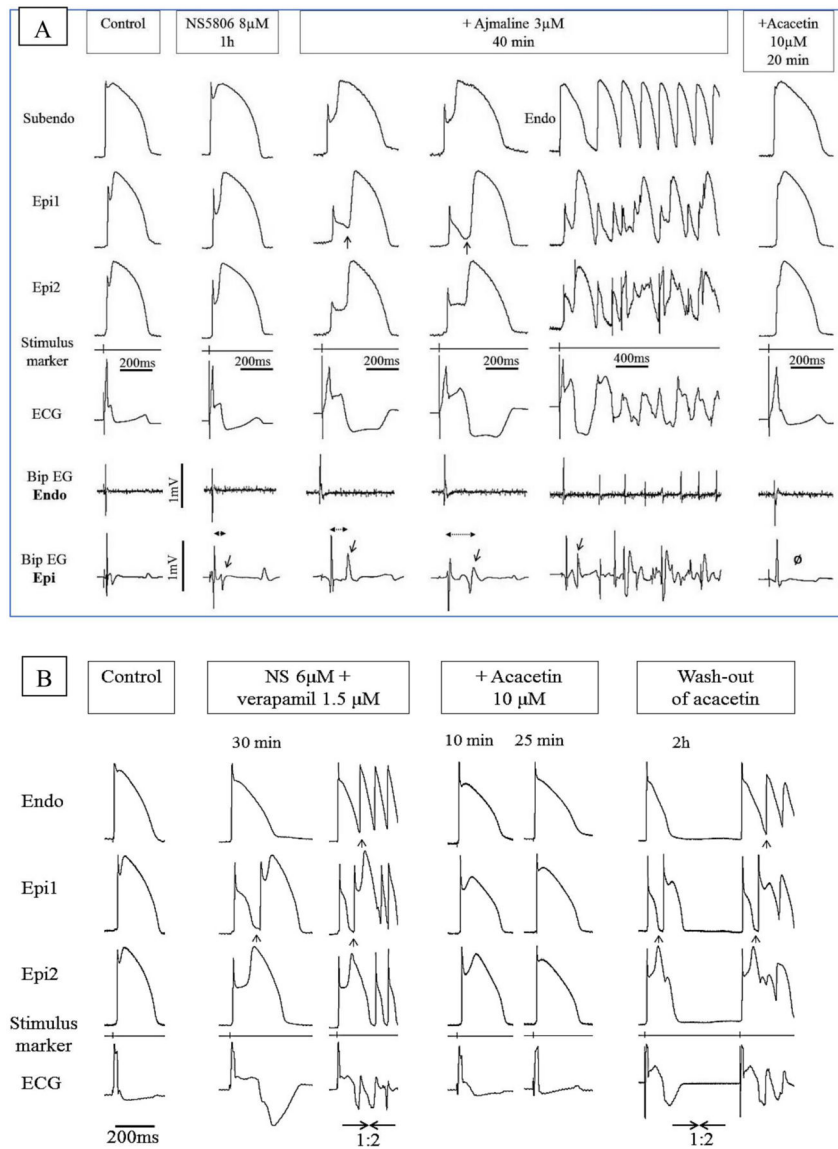 A
Control
NS5806 8µM
1h
+ Ajmaline 3µM
40 min
+Acacetin
10µM
20 min
Subendo
Endo
Epi1
Epi2
Stimulus
marker
200ms
200ms
200ms
200ms
400ms
200ms
ECG
Bip EG
Endo
1mV
Bip EG
Epi
1mV
ø
B
Control
NS 6µM +
verapamil 1.5 µM
+ Acacetin
10 µM
Wash-out
of acacetin
30 min
10 min
25 min
2h
Endo
Epi1
Epi2
Stimulus
marker
ECG
200ms
1:2
1:2